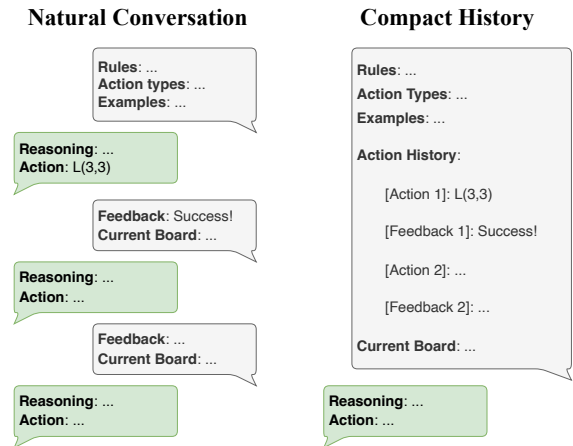 Natural Conversation
Rules: ...
Action types: ...
Examples: ...
Reasoning: ...
Action: L(3,3)
Feedback: Success!
Current Board: ...
Reasoning: ...
Action: ...
Feedback: ...
Current Board: ...
Reasoning: ...
Action: ...
Compact History
Rules: ...
Action Types: ...
Examples: ...
Action History:
[Action 1]: L(3,3)
[Feedback 1]: Success!
[Action 2]: ...
[Feedback 2]: ...
Current Board: ...
Reasoning: ...
Action: ...